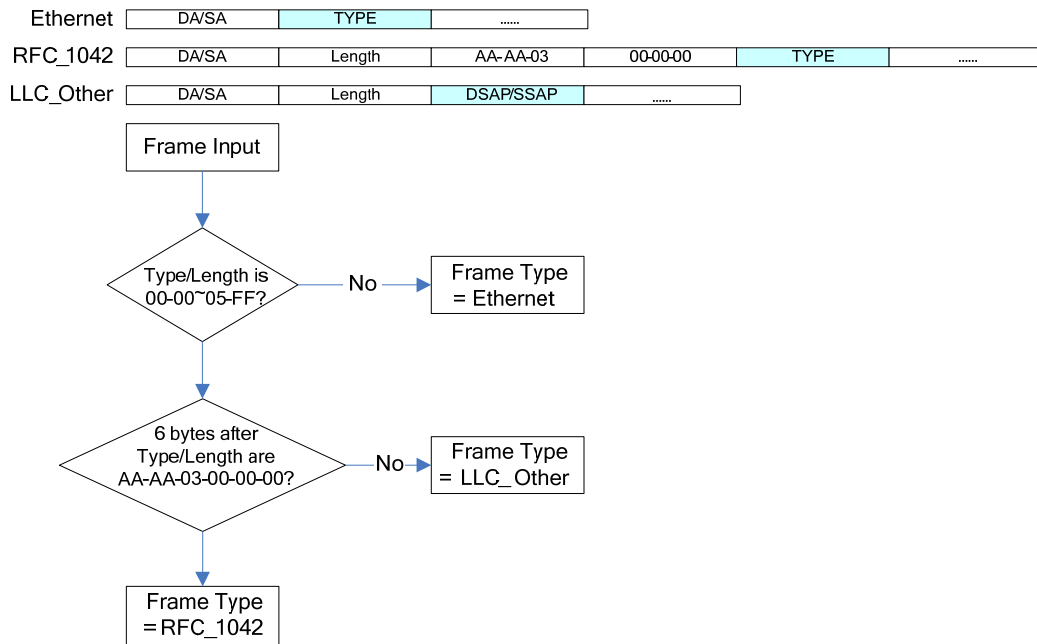 Ethernet DA/SA TYPE ......
RFC_1042 DA/SA Length AA-AA-03 00-00-00 TYPE ......
LLC_Other DA/SA Length DSAP/SSAP ......
Frame Input
Type/Length is
00-00~05-FF?
No
Frame Type
= Ethernet
6 bytes after
Type/Length are
AA-AA-03-00-00-00?
No
Frame Type
= LLC_Other
Frame Type
=RFC_1042